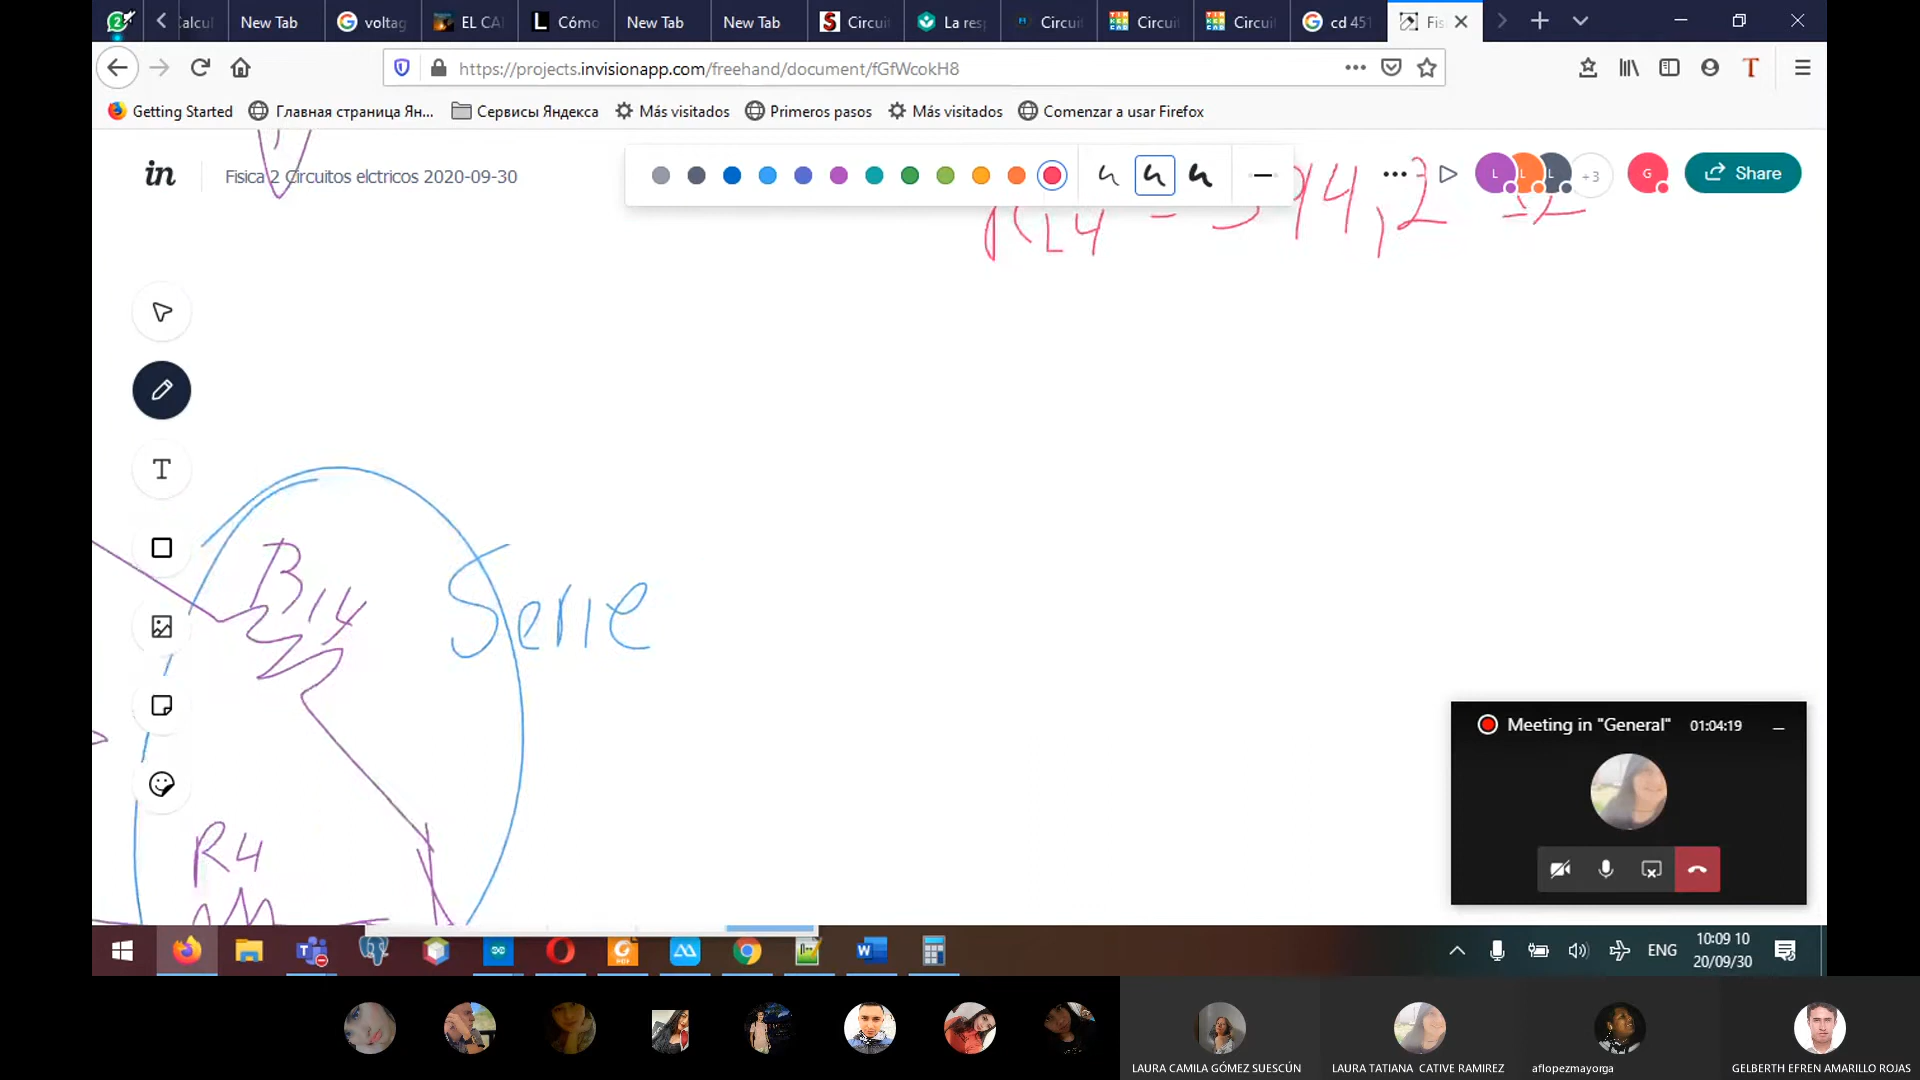 Calcul
New Tab
voltag
EL CA
Cómo
New Tab
New Tab
Circui
La resp
Circui
Circui
Circui
cd 451
Fis
https://projects.invisionapp.com/freehand/document/fGfWcokH8
Getting Started
Главная страница Ян...
Сервисы Яндекса
Más visitados
Primeros pasos
Más visitados
Comenzar a usar Firefox
in
Fisica 2 Circuitos elctricos 2020-09-30
L
L
L
+3
G
Share
T
Serie
R4
Meeting in "General"
01:04:19
ENG
10:09 10
20/09/30
LAURA CAMILA GÓMEZ SUESCÚN
LAURA TATIANA CATIVE RAMIREZ
aflopezmayorga
GELBERTH EFREN AMARILLO ROJAS